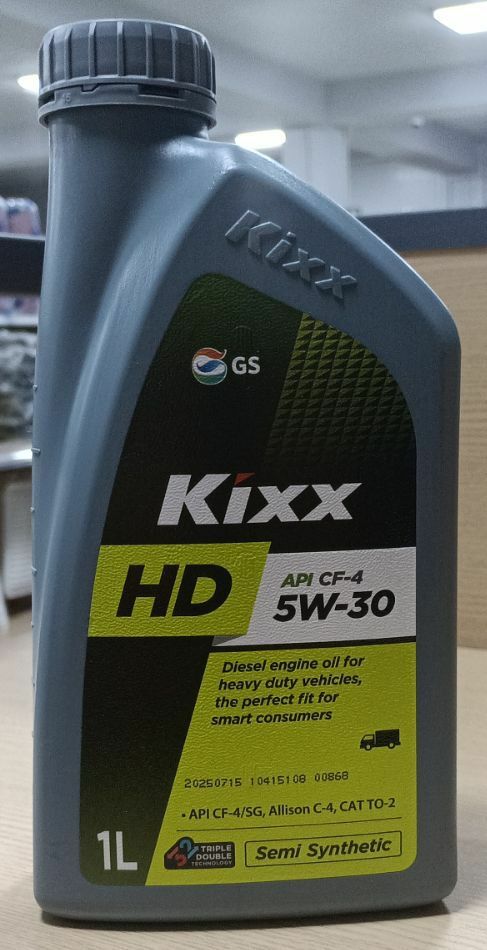 Kixx
GS
Kixx
HD
API CF-4
5W-30
Diesel engine oil for
heavy duty vehicles,
the perfect fit for
smart consumers
20250715 10415108 00868
• API CF-4/SG, Allison C-4, CAT TO-2
1L
32 TRIPLE
DOUBLE
TECHNOLOGY
Semi Synthetic